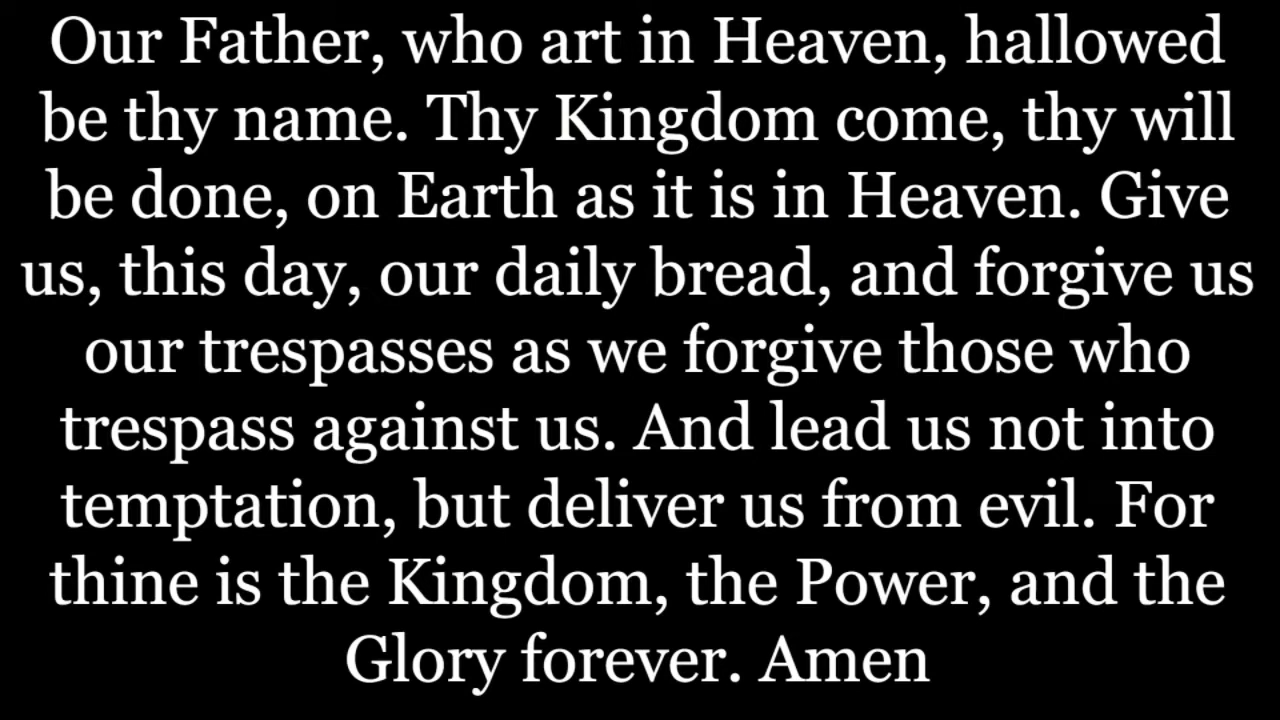 Our Father, who art in Heaven, hallowed
be thy name. Thy Kingdom come, thy will
be done, on Earth as it is in Heaven. Give
us, this day, our daily bread, and forgive us
our trespasses as we forgive those who
trespass against us. And lead us not into
temptation, but deliver us from evil. For
thine is the Kingdom, the Power, and the
Glory forever. Amen